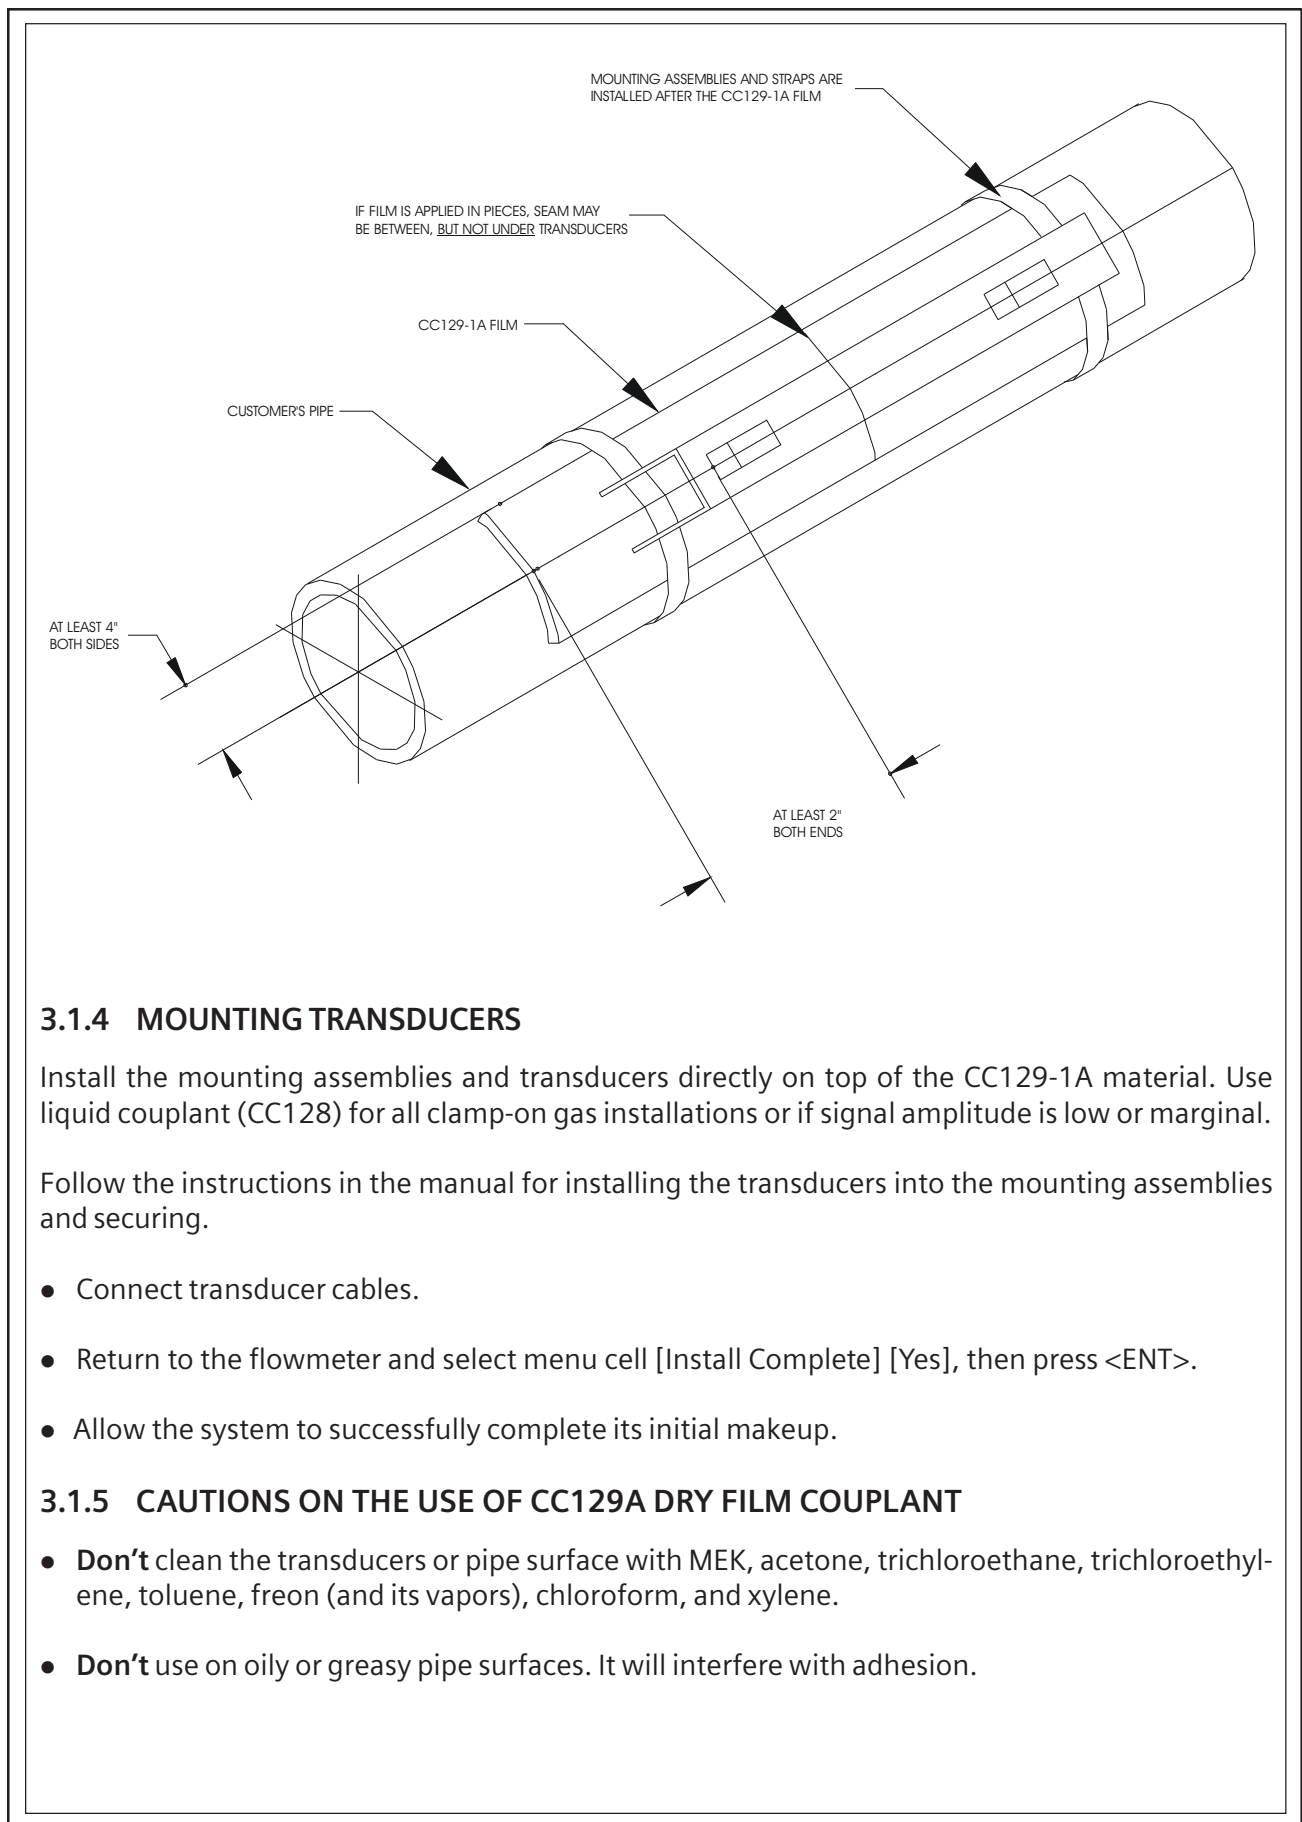 MOUNTING ASSEMBLIES AND STRAPS ARE
INSTALLED AFTER THE CC129-1A FILM
IF FILM IS APPLIED IN PIECES, SEAM MAY
BE BETWEEN, BUT NOT UNDER TRANSDUCERS
CC129-1A FILM
CUSTOMER'S PIPE
AT LEAST 4"
BOTH SIDES
AT LEAST 2"
BOTH ENDS
3.1.4 MOUNTING TRANSDUCERS
Install the mounting assemblies and transducers directly on top of the CC129-1A material. Use
liquid couplant (CC128) for all clamp-on gas installations or if signal amplitude is low or marginal.
Follow the instructions in the manual for installing the transducers into the mounting assemblies
and securing.
● Connect transducer cables.
● Return to the flowmeter and select menu cell [Install Complete] [Yes], then press <ENT>.
● Allow the system to successfully complete its initial makeup.
3.1.5 CAUTIONS ON THE USE OF CC129A DRY FILM COUPLANT
● Don't clean the transducers or pipe surface with MEK, acetone, trichloroethane, trichloroethyl-
ene, toluene, freon (and its vapors), chloroform, and xylene.
● Don't use on oily or greasy pipe surfaces. It will interfere with adhesion.